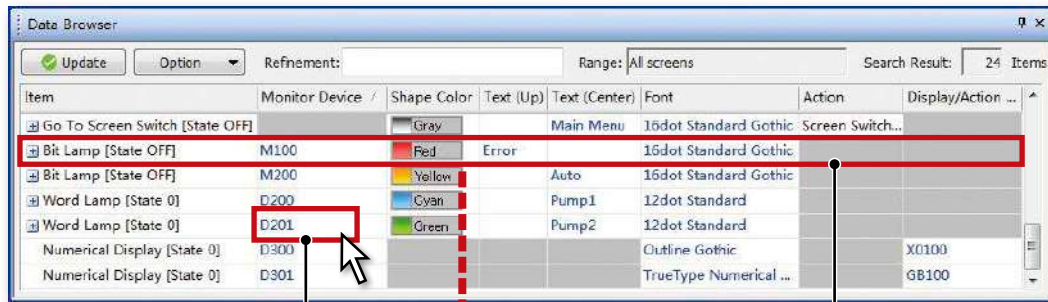 Data Browser
Update Option Refnement: Range: All screens Search Result: 24 Items
Item Monitor Device / Shape Color Text (Up) Text (Center) Font Action Display/Action ...
Go To Screen Switch [State OFF] Gray Main Menu 16dot Standard Gothic Screen Switch...
Bit Lamp [State OFF] M100 Red Error 16dot Standard Gothic
Bit Lamp [State OFF] M200 Yellow Auto 16dot Standard Gothic
Word Lamp [State 0] D200 Cyan Pump1 12dot Standard
Word Lamp [State 0] D201 Green Pump2 12dot Standard
Numerical Display [State 0] D300 Outline Gothic X0100
Numerical Display [State 0] D301 TrueType Numerical ... GB100